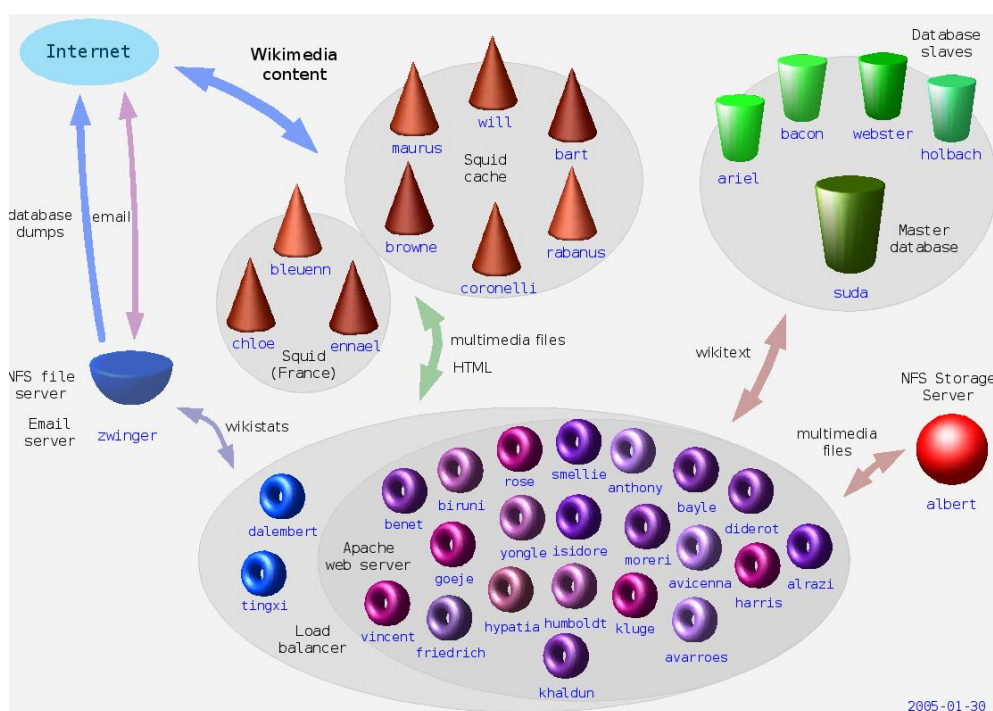 Internet
Wikimedia
content
database
dumps
email
NFS file
server
Email
server
zwinger
wikistats
maurus
will
bart
Squid
cache
browne
rabanus
coronelli
bleuenn
chloe
ennael
Squid
(France)
multimedia files
HTML
Database
slaves
bacon
webster
holbach
ariel
Master
database
suda
wikitext
NFS Storage
Server
multimedia
files
albert
dalembert
tingxi
Load
balancer
Apache
web server
benet
biruni
rose
smellie
anthony
bayle
diderot
goeje
yongle
isidore
moreri
avicenna
harris
alrazi
vincent
friedrich
hypatia
humboldt
kluge
avarroes
khaldun
2005-01-30